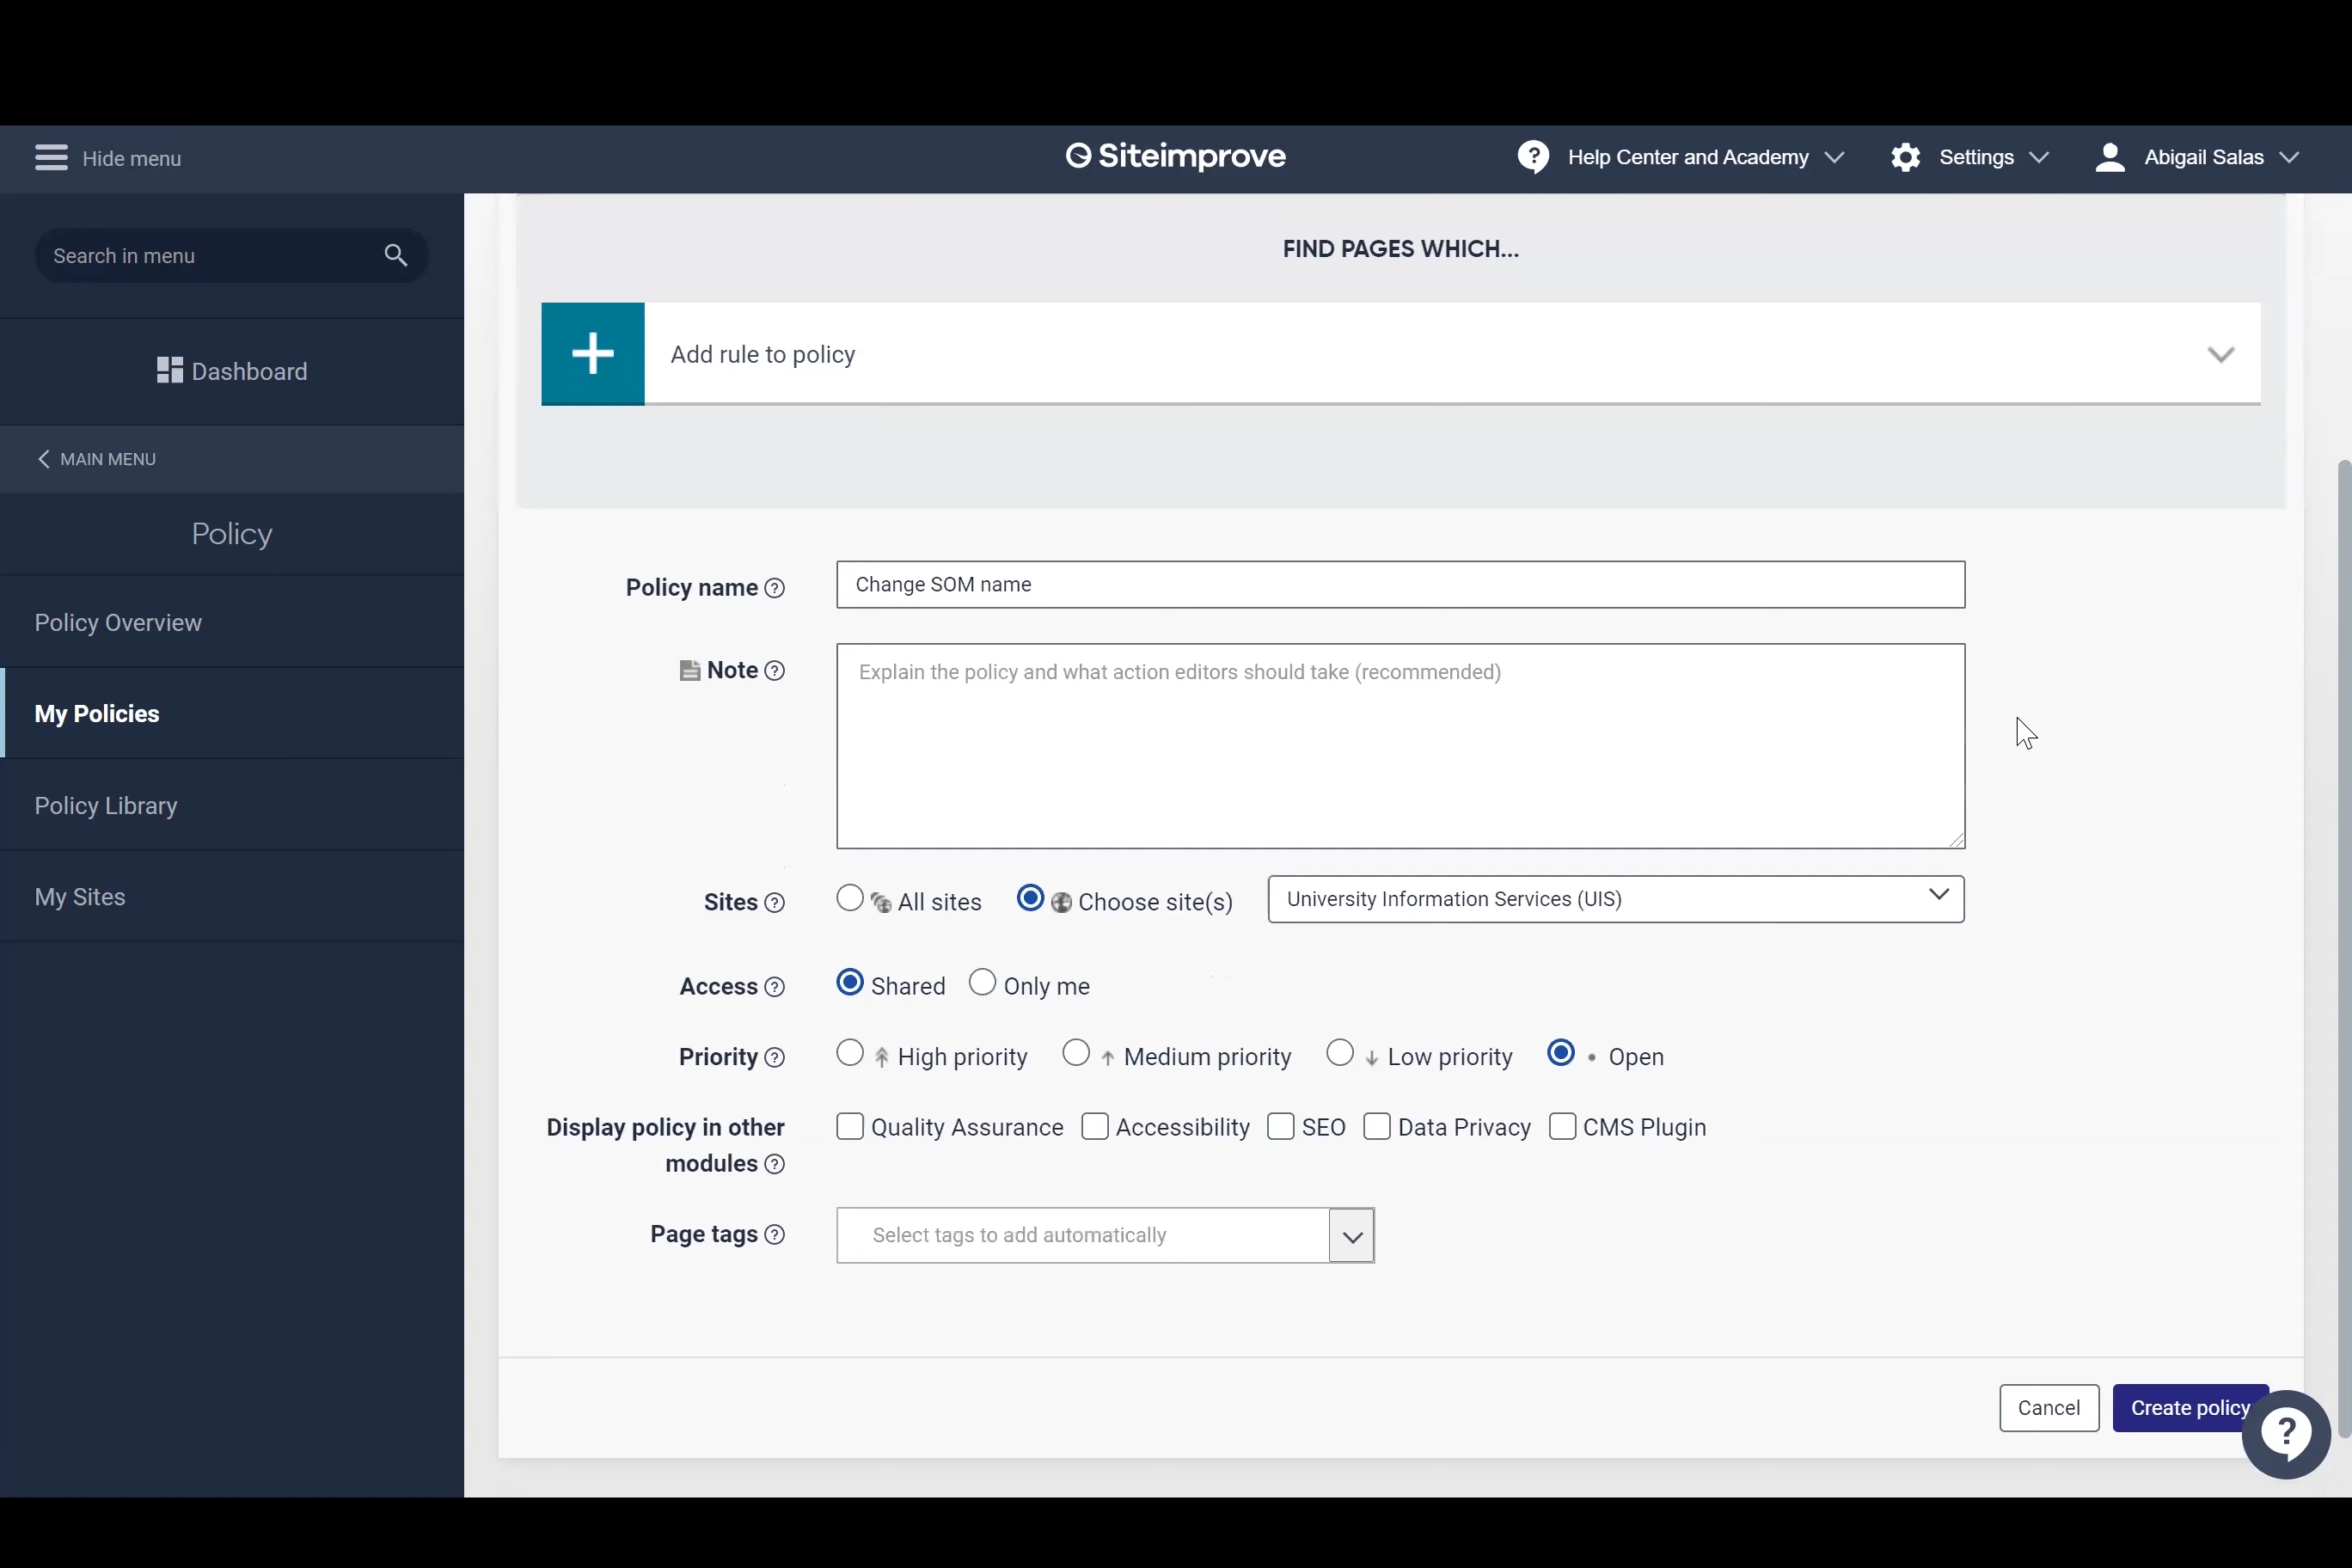 Hide menu
Siteimprove
Help Center and Academy
Settings
Abigail Salas
Search in menu
Dashboard
MAIN MENU
Policy
Policy Overview
My Policies
Policy Library
My Sites
FIND PAGES WHICH...
Add rule to policy
Policy name
Change SOM name
Note
Explain the policy and what action editors should take (recommended)
Sites
All sites
Choose site(s)
University Information Services (UIS)
Access
Shared
Only me
Priority
High priority
Medium priority
Low priority
Open
Display policy in other
modules
Quality Assurance
Accessibility
SEO
Data Privacy
CMS Plugin
Page tags
Select tags to add automatically
Cancel
Create policy